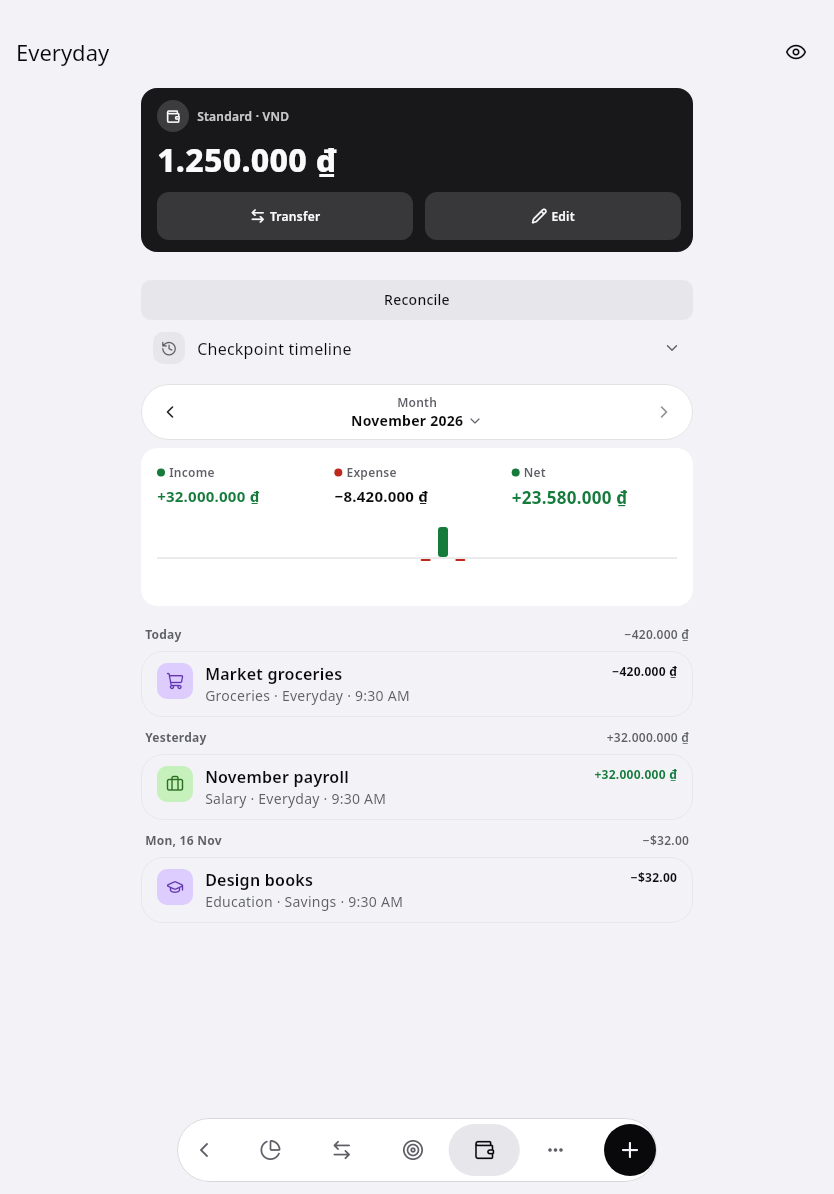 Everyday
Standard · VND
1.250.000 ₫
Transfer
Edit
Reconcile
Checkpoint timeline
Month
November 2026
Income
Expense
Net
+32.000.000 ₫
−8.420.000 ₫
+23.580.000 ₫
Today
−420.000 ₫
Market groceries
−420.000 ₫
Groceries · Everyday · 9:30 AM
Yesterday
+32.000.000 ₫
November payroll
+32.000.000 ₫
Salary · Everyday · 9:30 AM
Mon, 16 Nov
−$32.00
Design books
−$32.00
Education · Savings · 9:30 AM